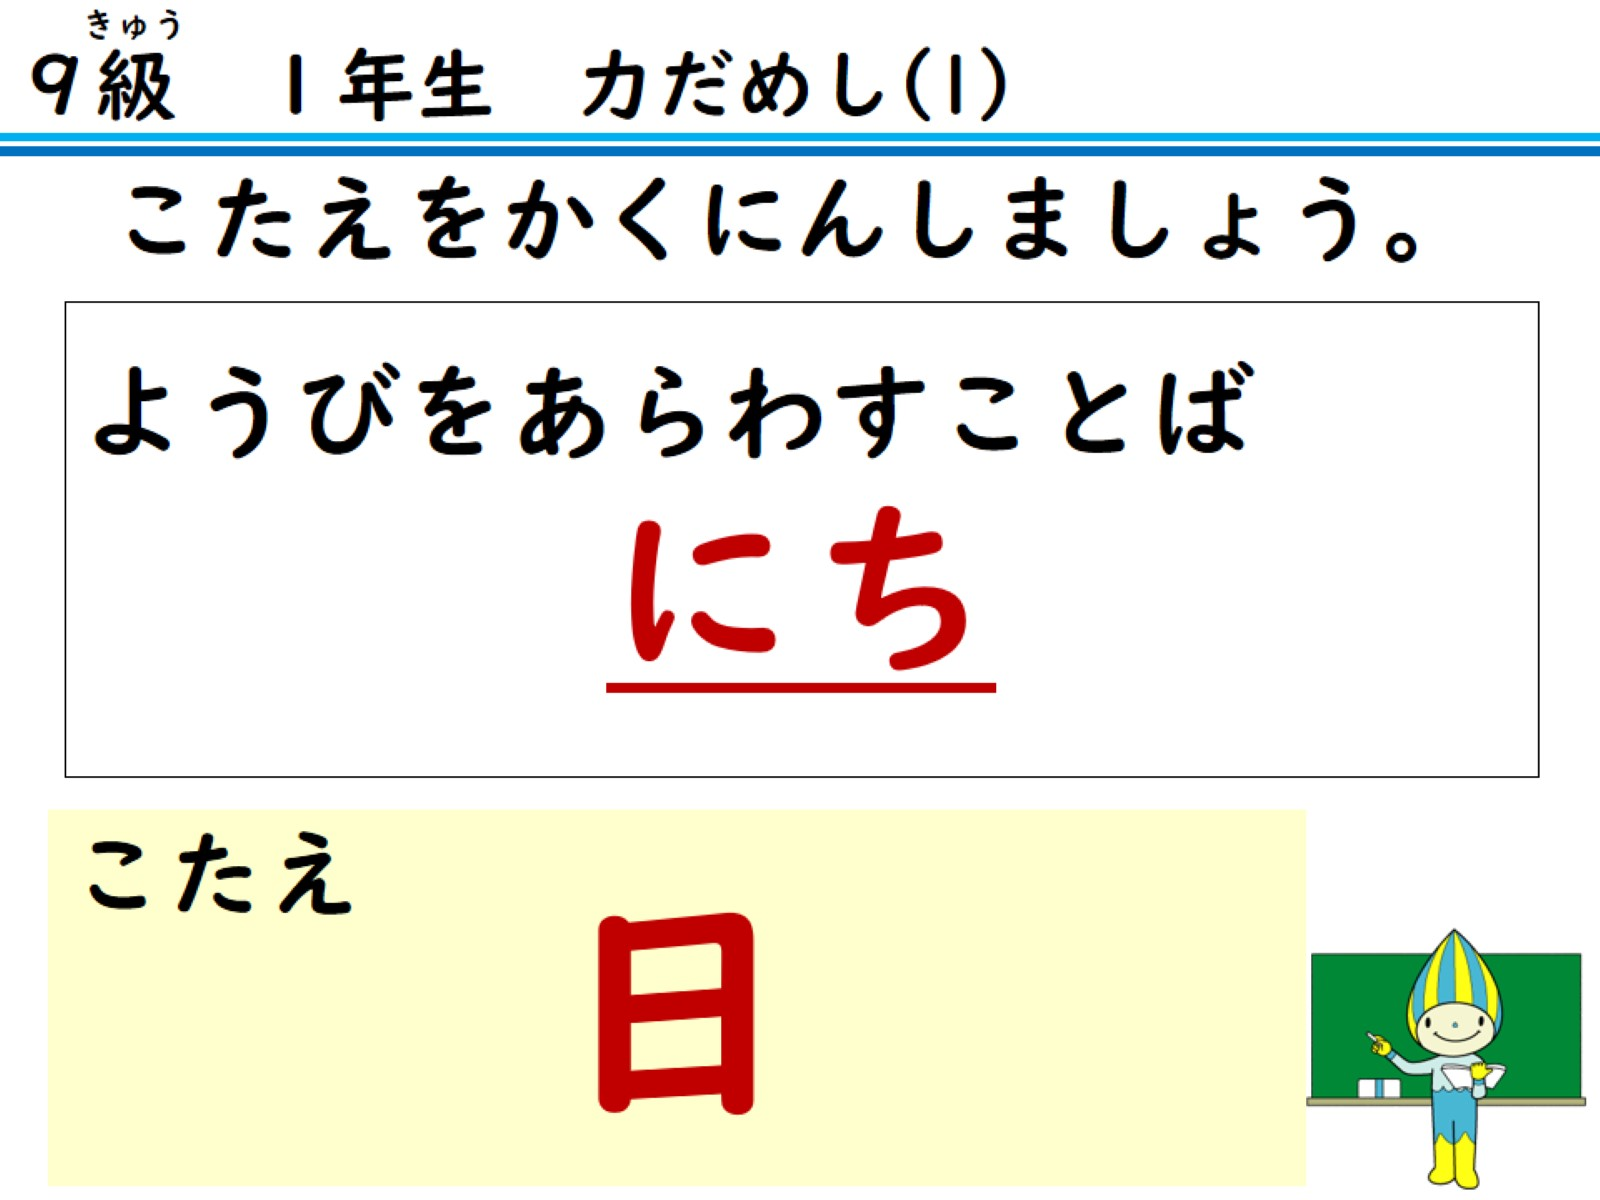 きゅう
9級　1年生　力だめし(1)
こたえをかくにんしましょう。
ようびをあらわすことば
にち
こたえ
日